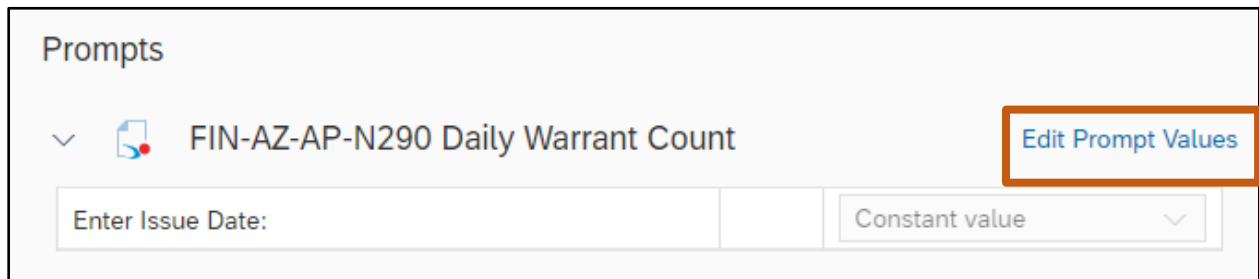 Prompts
FIN-AZ-AP-N290 Daily Warrant Count
Edit Prompt Values
Enter Issue Date:
Constant value